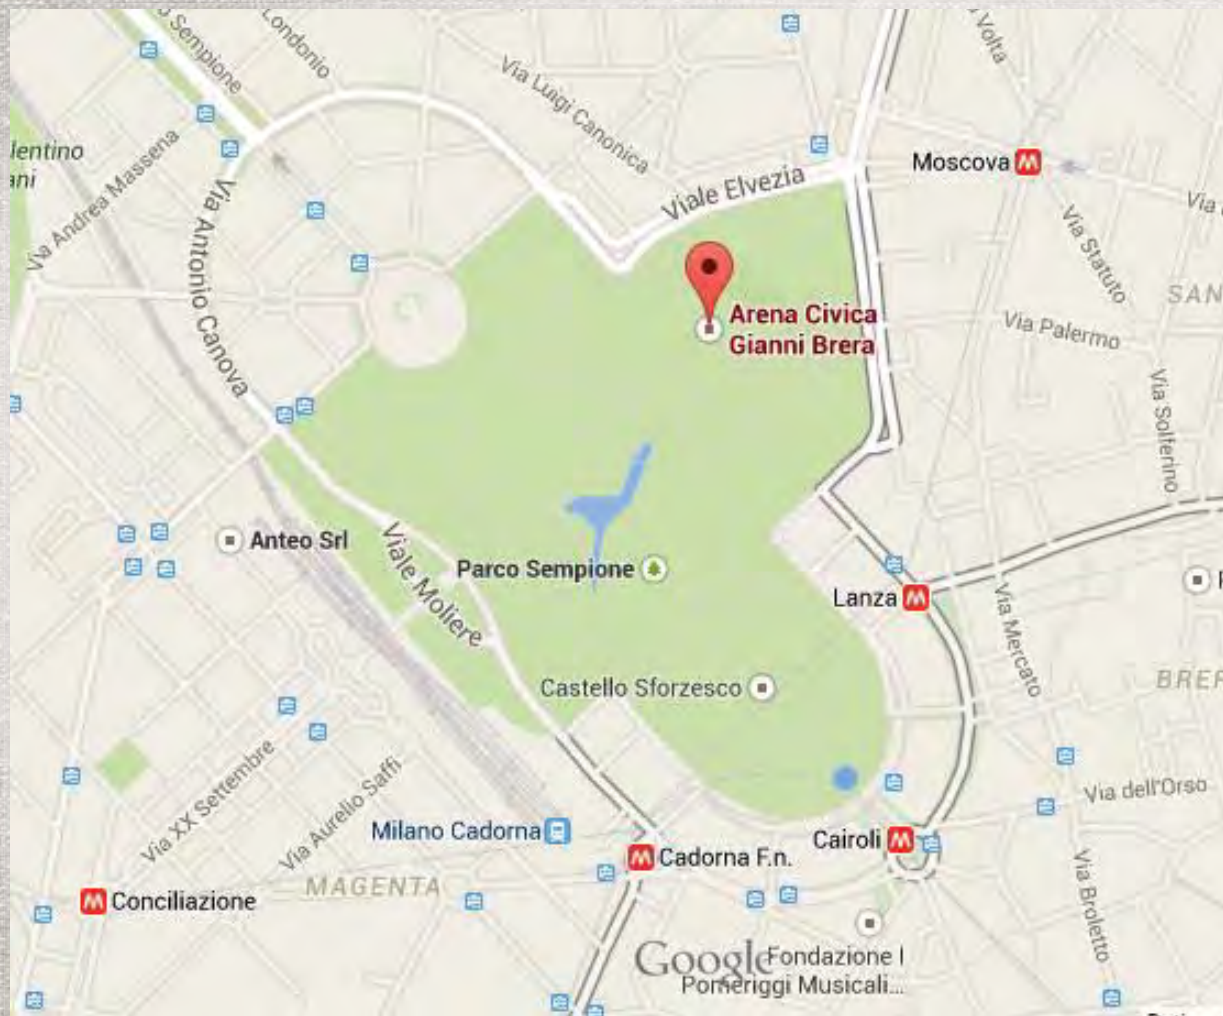 Sempione
Londonio
Volta
Via Luigi Canonica
lentino
ani
Via Andrea Massena
Moscova
Viale Elvezia
Via
Via Antonio Canova
Via Statuto
SAN
Arena Civica
Gianni Brera
Via Palermo
Via Solferino
Anteo Srl
Viale Moliere
Parco Sempione
Lanza
Via Mercato
Castello Sforzesco
BRER
Via XX Settembre
Via Aurelio Saffi
Via dell'Orso
Milano Cadorna
Cairoli
Cadorna F.n.
MAGENTA
Via Broletto
Conciliazione
Google
Fondazione I
Pomeriggi Musicali...